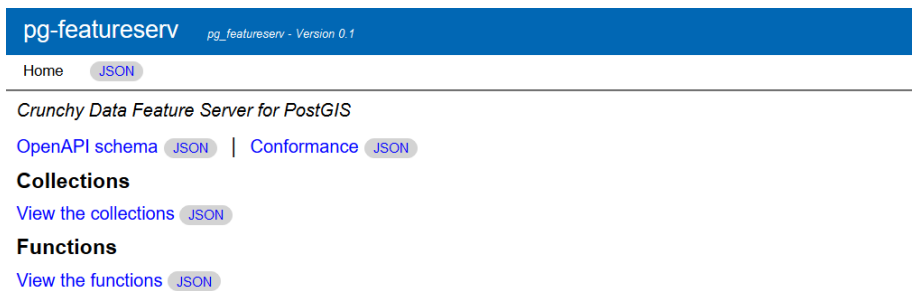 pg-featureserv pg_featureserv - Version 0.1
Home JSON
Crunchy Data Feature Server for PostGIS
OpenAPI schema JSON | Conformance JSON
Collections
View the collections JSON
Functions
View the functions JSON